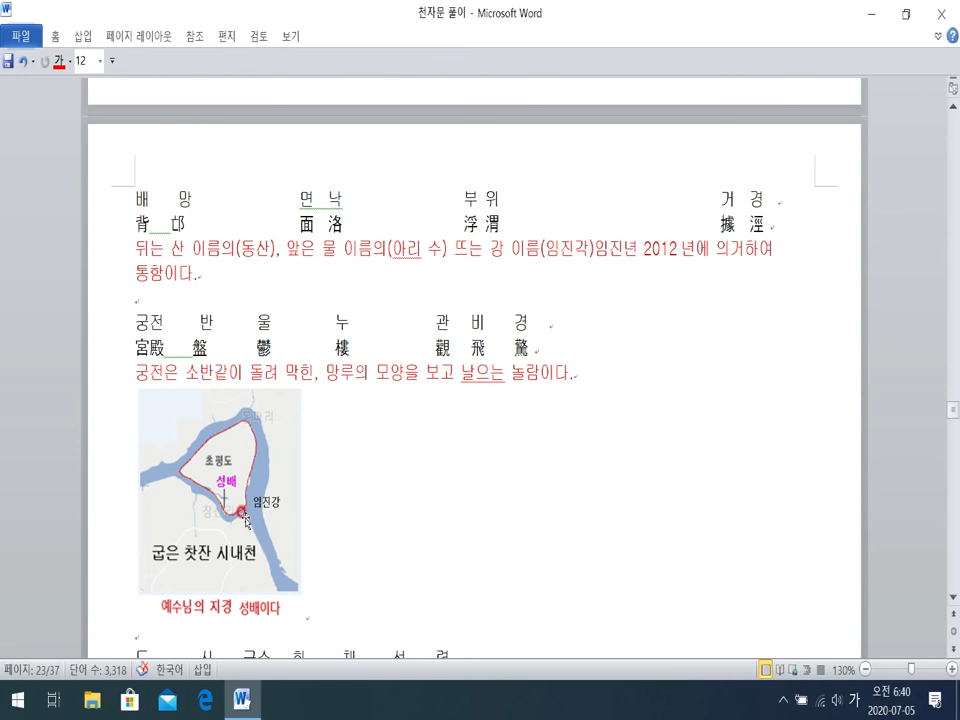 천자문 풀이 - Microsoft Word
파일 홈 삽입 페이지 레이아웃 참조 편지 검토 보기
가 12
배 망 면 낙 부 위 거 경
背 邙 面 洛 浮 渭 據 涇
뒤는 산 이름의(동산), 앞은 물 이름의(아리 수) 뜨는 강 이름(임진각)임진년 2012년에 의거하여
통함이다.
궁전 반 울 누 관 비 경
宮殿 盤 鬱 樓 觀 飛 驚
궁전은 소반같이 돌려 막힌, 망루의 모양을 보고 날으는 놀람이다.
초평도
성배
임진강
굽은 찻잔 시내천
예수님의 지경 성배이다
페이지: 23/37 단어 수: 3,318 한국어 삽입 130%
가 오전 6:40
2020-07-05